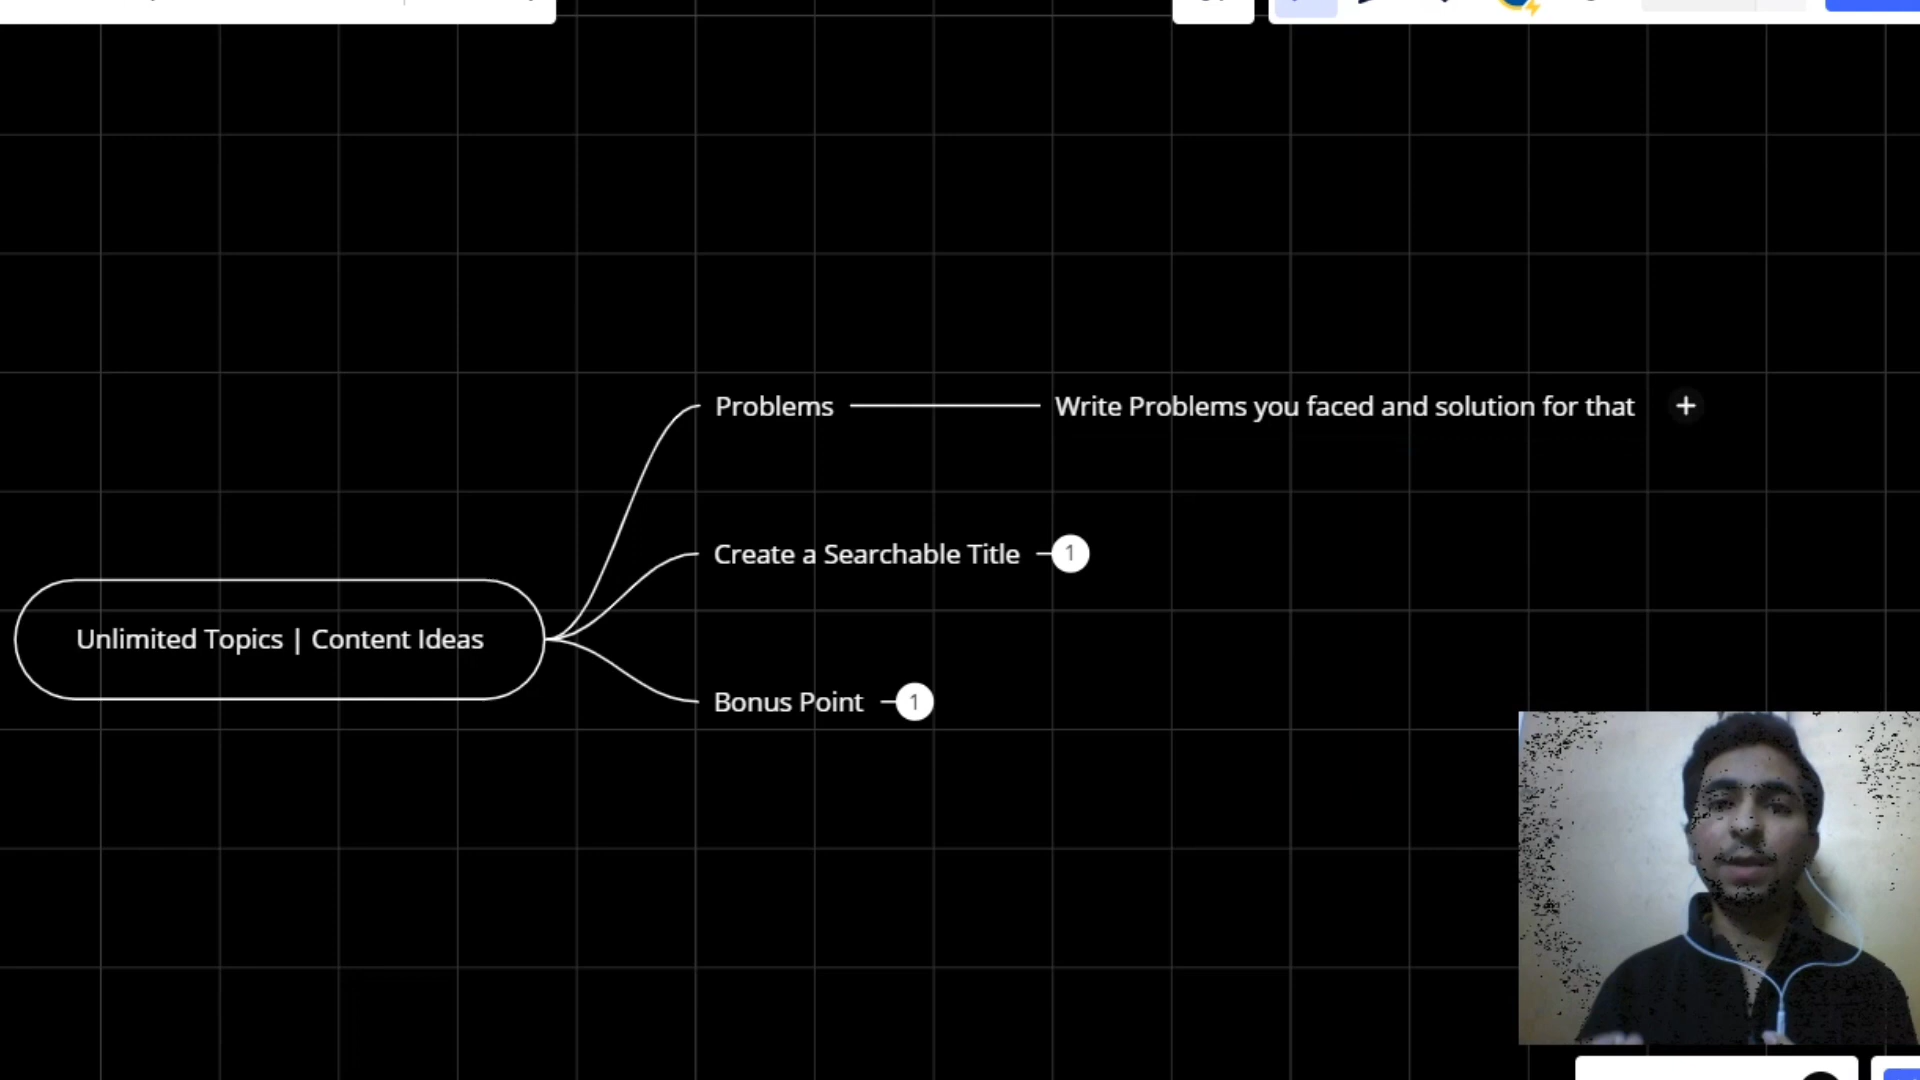 Problems
Write Problems you faced and solution for that
+
Create a Searchable Title
1
Unlimited Topics | Content Ideas
Bonus Point
1